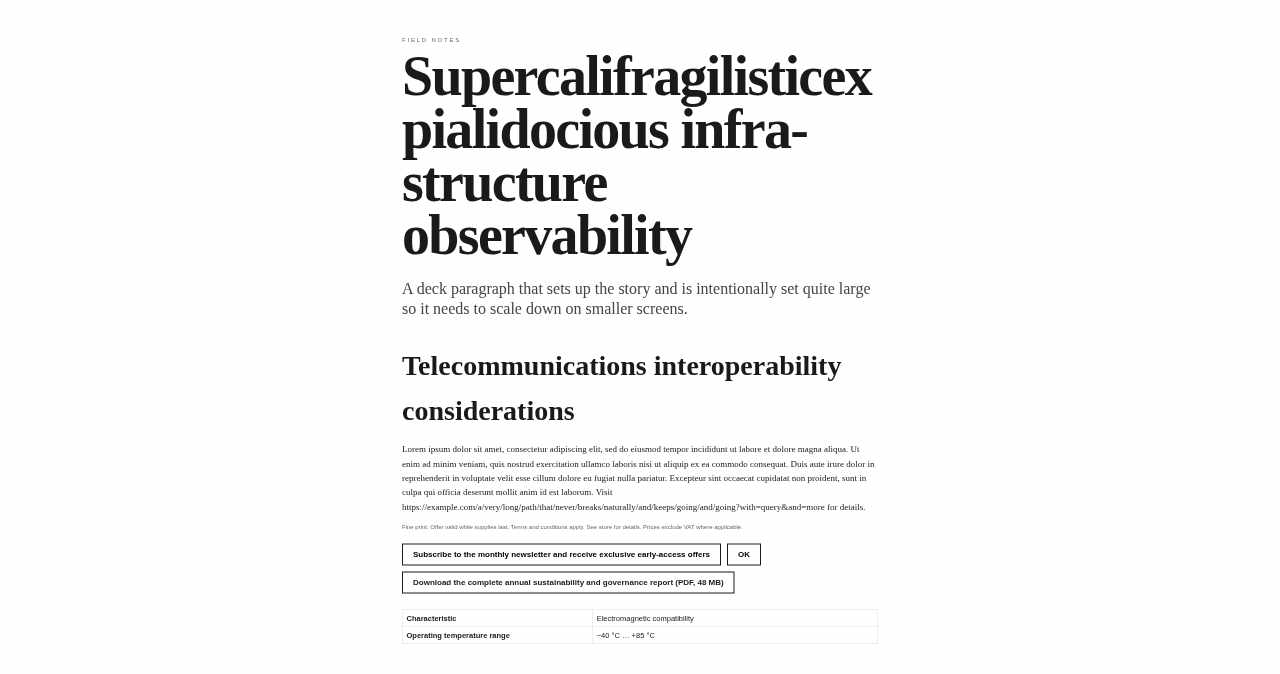 FIELD NOTES
Supercalifragilisticex
pialidocious infra-
structure
observability
A deck paragraph that sets up the story and is intentionally set quite large
so it needs to scale down on smaller screens.
Telecommunications interoperability
considerations
Lorem ipsum dolor sit amet, consectetur adipiscing elit, sed do eiusmod tempor incididunt ut labore et dolore magna aliqua. Ut
enim ad minim veniam, quis nostrud exercitation ullamco laboris nisi ut aliquip ex ea commodo consequat. Duis aute irure dolor in
reprehenderit in voluptate velit esse cillum dolore eu fugiat nulla pariatur. Excepteur sint occaecat cupidatat non proident, sunt in
culpa qui officia deserunt mollit anim id est laborum. Visit
https://example.com/a/very/long/path/that/never/breaks/naturally/and/keeps/going/and/going?with=query&and=more for details.
Fine print: Offer valid while supplies last. Terms and conditions apply. See store for details. Prices exclude VAT where applicable.
Subscribe to the monthly newsletter and receive exclusive early-access offers OK
Download the complete annual sustainability and governance report (PDF, 48 MB)
Characteristic Electromagnetic compatibility
Operating temperature range −40 °C … +85 °C